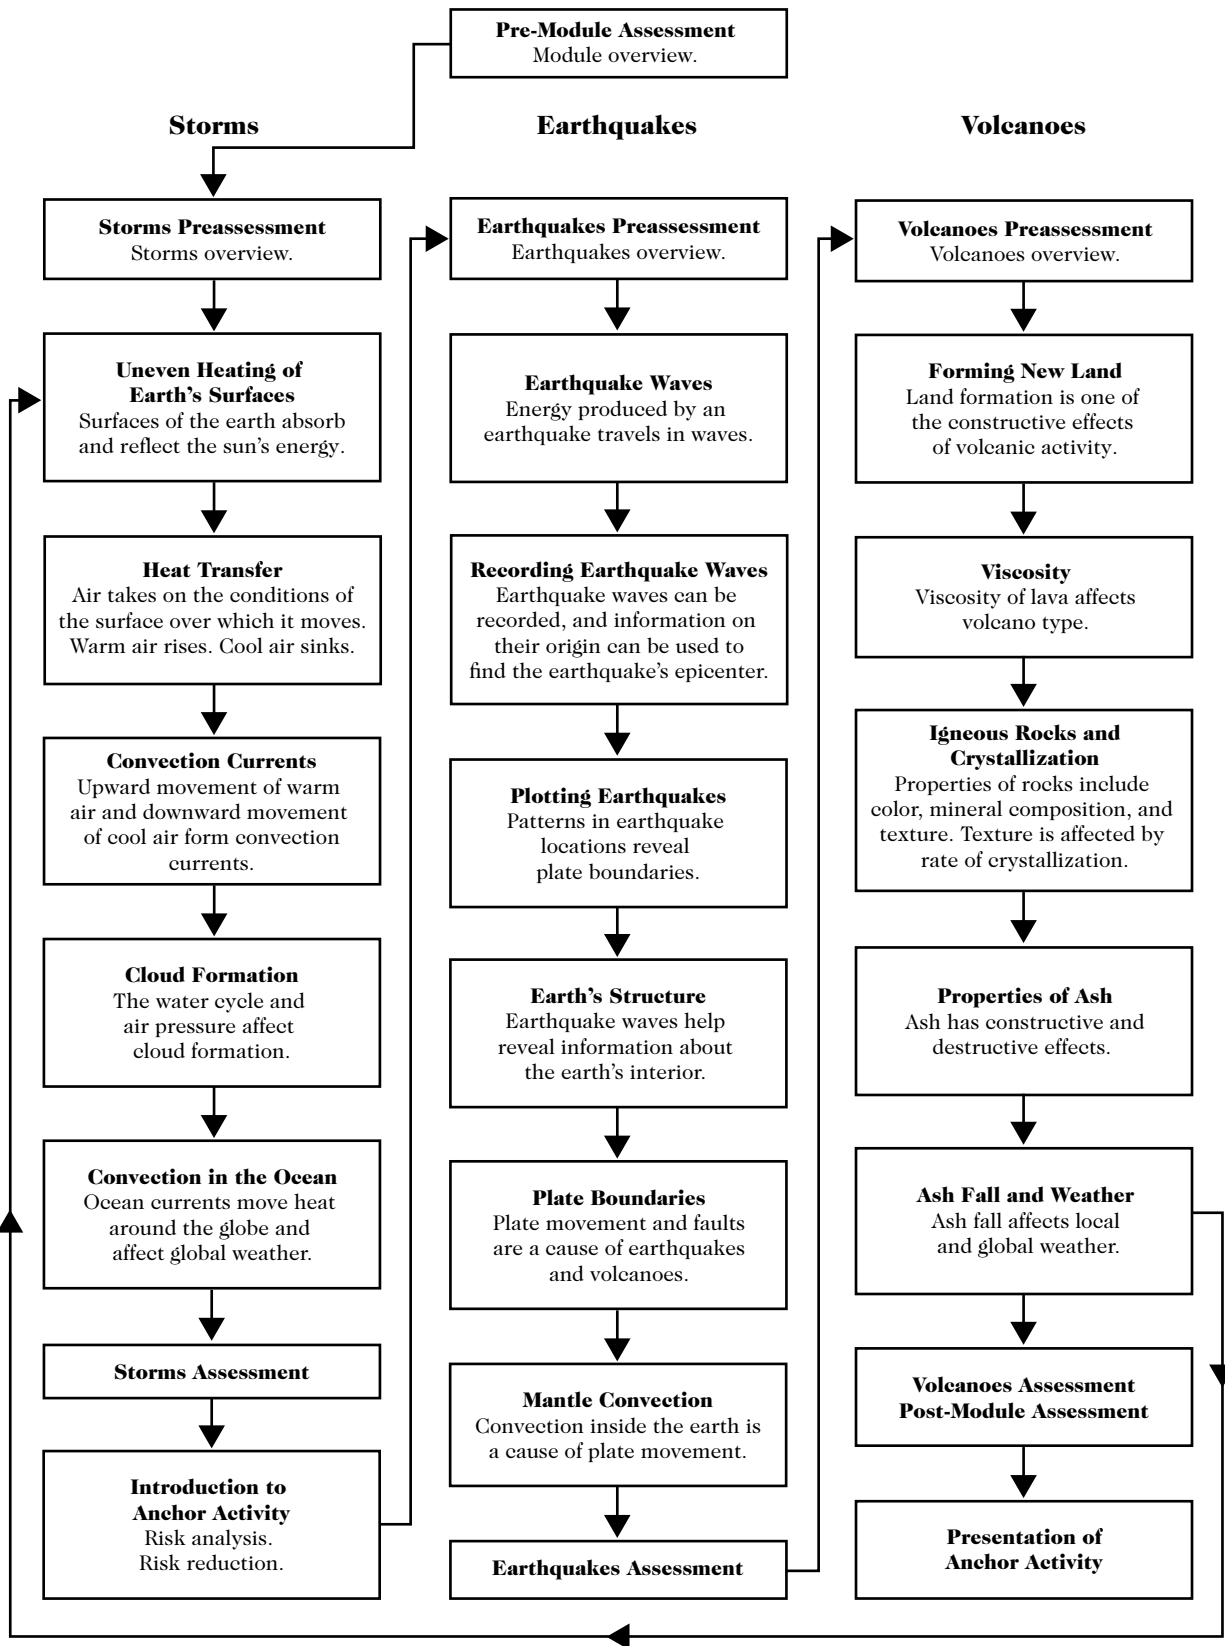 Pre-Module Assessment
Module overview.
Storms
Storms Preassessment
Storms overview.
Uneven Heating of
Earth’s Surfaces
Surfaces of the earth absorb
and reflect the sun’s energy.
Heat Transfer
Air takes on the conditions of
the surface over which it moves.
Warm air rises. Cool air sinks.
Convection Currents
Upward movement of warm
air and downward movement
of cool air form convection
currents.
Cloud Formation
The water cycle and
air pressure affect
cloud formation.
Convection in the Ocean
Ocean currents move heat
around the globe and
affect global weather.
Storms Assessment
Introduction to
Anchor Activity
Risk analysis.
Risk reduction.
Earthquakes
Earthquakes Preassessment
Earthquakes overview.
Earthquake Waves
Energy produced by an
earthquake travels in waves.
Recording Earthquake Waves
Earthquake waves can be
recorded, and information on
their origin can be used to
find the earthquake’s epicenter.
Plotting Earthquakes
Patterns in earthquake
locations reveal
plate boundaries.
Earth’s Structure
Earthquake waves help
reveal information about
the earth’s interior.
Plate Boundaries
Plate movement and faults
are a cause of earthquakes
and volcanoes.
Mantle Convection
Convection inside the earth is
a cause of plate movement.
Earthquakes Assessment
Volcanoes
Volcanoes Preassessment
Volcanoes overview.
Forming New Land
Land formation is one of
the constructive effects
of volcanic activity.
Viscosity
Viscosity of lava affects
volcano type.
Igneous Rocks and
Crystallization
Properties of rocks include
color, mineral composition, and
texture. Texture is affected by
rate of crystallization.
Properties of Ash
Ash has constructive and
destructive effects.
Ash Fall and Weather
Ash fall affects local
and global weather.
Volcanoes Assessment
Post-Module Assessment
Presentation of
Anchor Activity